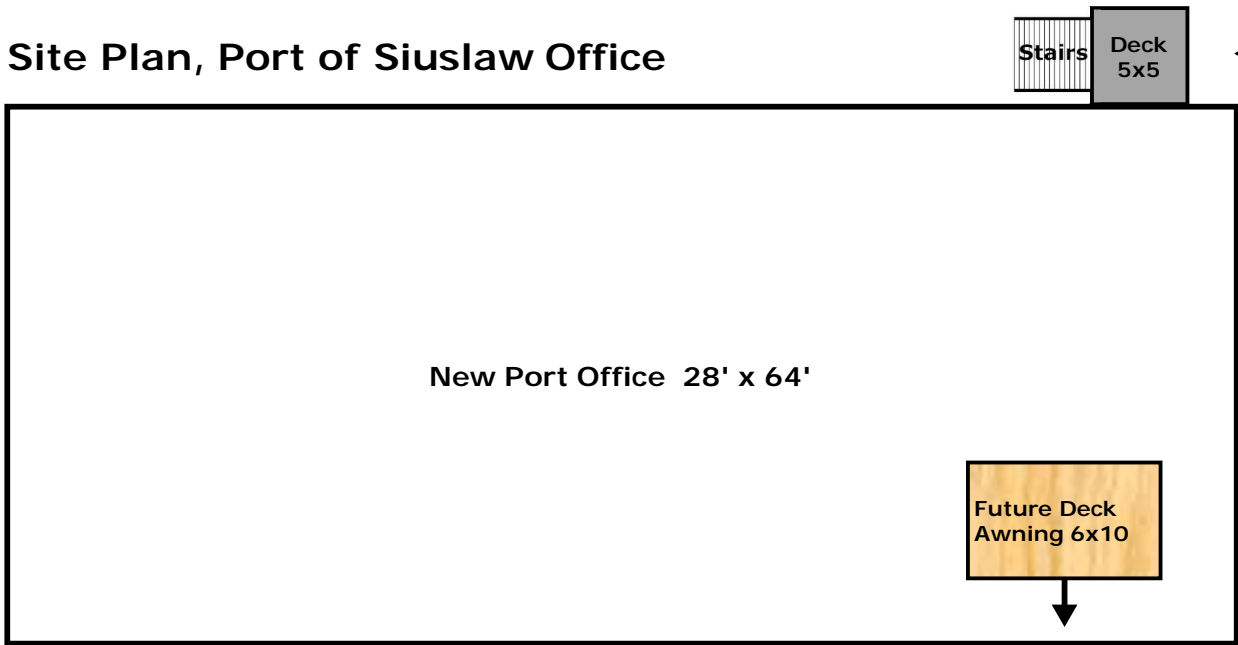 Site Plan, Port of Siuslaw Office
Stairs
Deck
5x5
New Port Office 28' x 64'
Future Deck
Awning 6x10